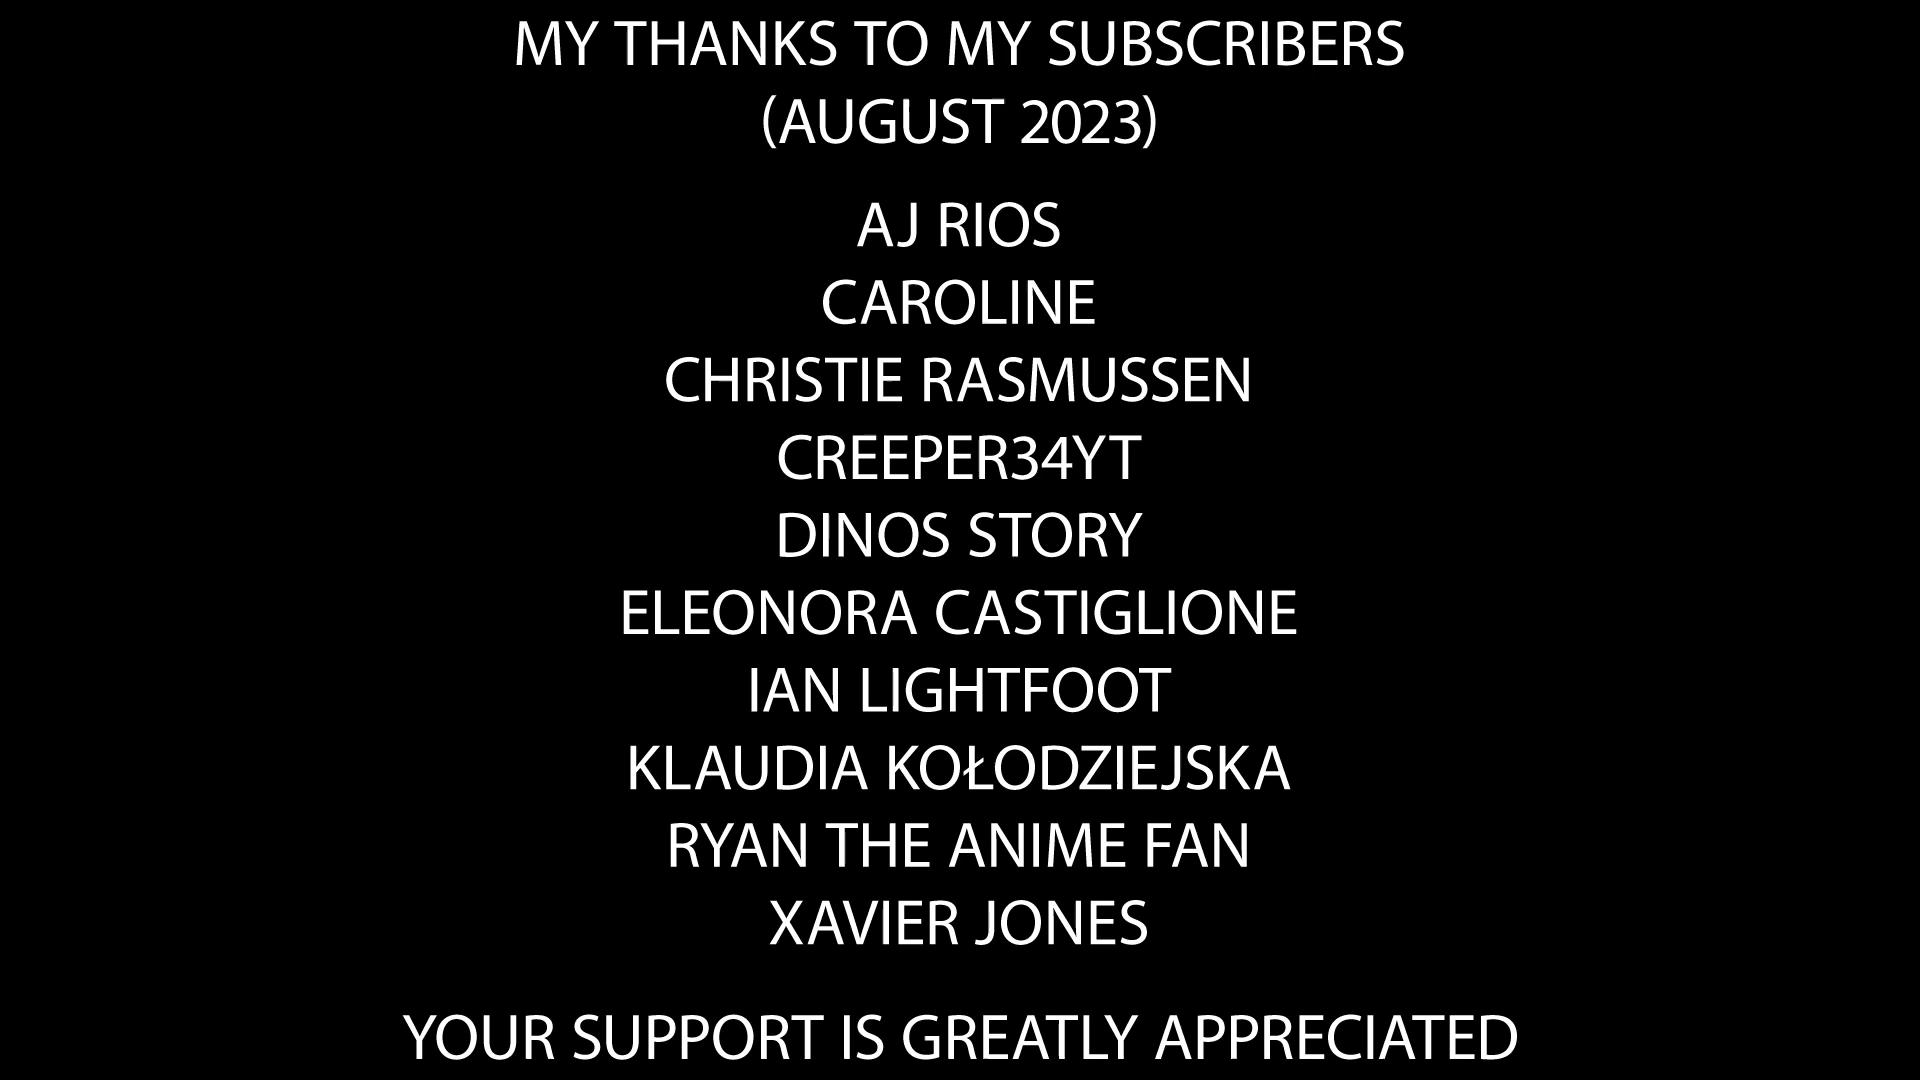 MY THANKS TO MY SUBSCRIBERS
(AUGUST 2023)
AJ RIOS
CAROLINE
CHRISTIE RASMUSSEN
CREEPER34YT
DINOS STORY
ELEONORA CASTIGLIONE
IAN LIGHTFOOT
KLAUDIA KOŁODZIEJSKA
RYAN THE ANIME FAN
XAVIER JONES
YOUR SUPPORT IS GREATLY APPRECIATED